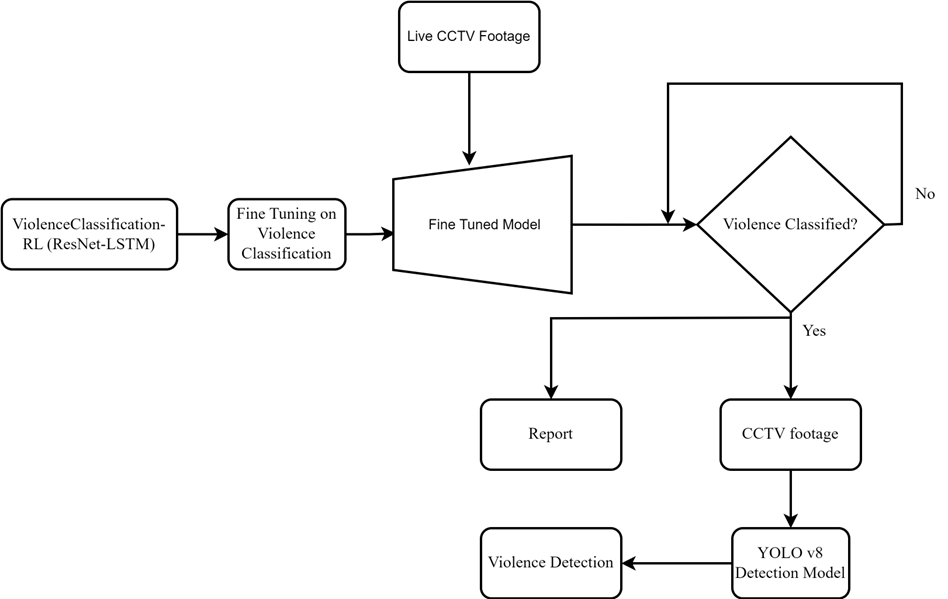 Live CCTV Footage
ViolenceClassification-
RL (ResNet-LSTM)
Fine Tuning on
Violence
Classification
Fine Tuned Model
Violence Classified?
No
Yes
Report
CCTV footage
Violence Detection
YOLO v8
Detection Model